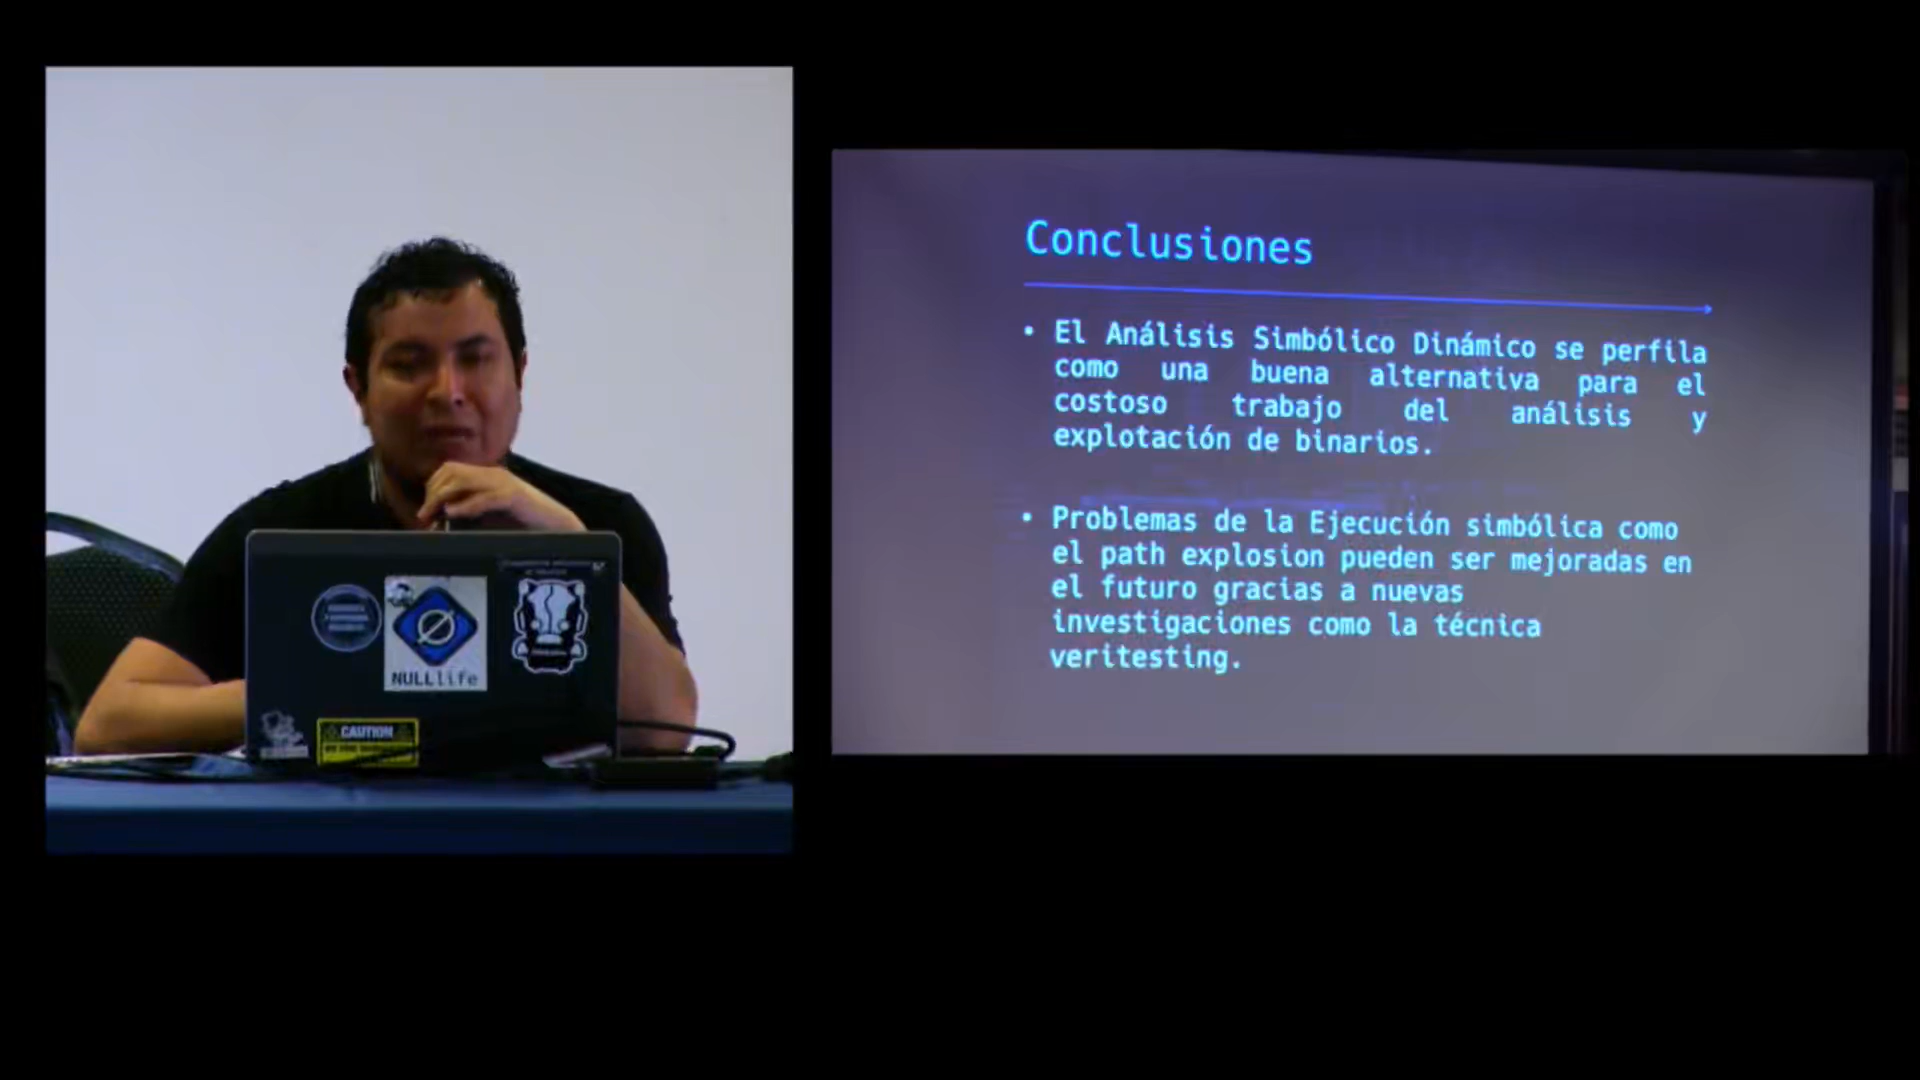 Conclusiones
• El Análisis Simbólico Dinámico se perfila
como una buena alternativa para el
costoso trabajo del análisis y
explotación de binarios.
• Problemas de la Ejecución simbólica como
el path explosion pueden ser mejoradas en
el futuro gracias a nuevas
investigaciones como la técnica
veritesting.
NULLlife
CAUTION